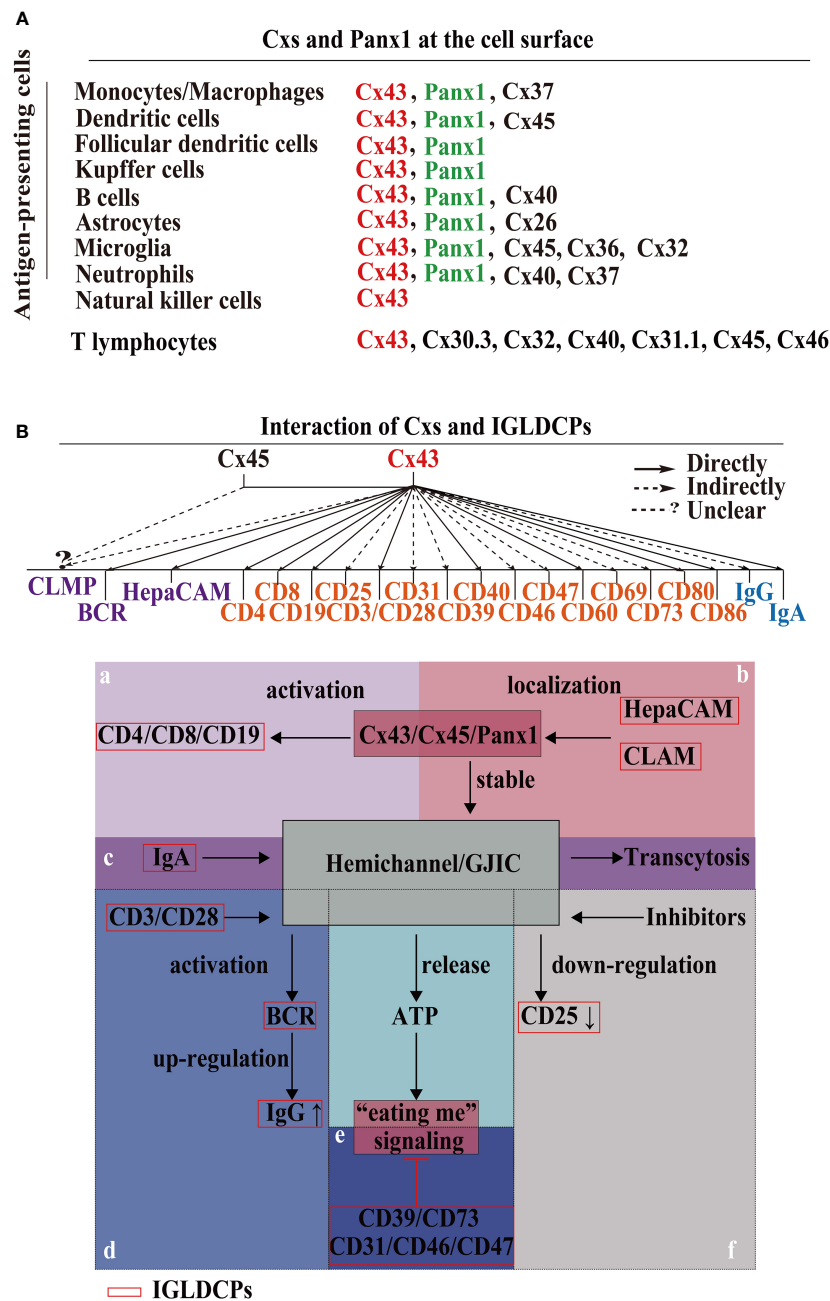 A
Cxs and Panx1 at the cell surface
Antigen-presenting cells
Monocytes/Macrophages Cx43, Panx1, Cx37
Dendritic cells Cx43, Panx1, Cx45
Follicular dendritic cells Cx43, Panx1
Kupffer cells Cx43, Panx1
B cells Cx43, Panx1, Cx40
Astrocytes Cx43, Panx1, Cx26
Microglia Cx43, Panx1, Cx45, Cx36, Cx32
Neutrophils Cx43, Panx1, Cx40, Cx37
Natural killer cells Cx43
T lymphocytes Cx43, Cx30.3, Cx32, Cx40, Cx31.1, Cx45, Cx46
B
Interaction of Cxs and IGLDCPs
Cx45 Cx43
Directly
Indirectly
? Unclear
?
CLMP HepaCAM CD8 CD25 CD31 CD40 CD47 CD69 CD80 IgG
BCR CD4 CD19 CD3/CD28 CD39 CD46 CD60 CD73 CD86 IgA
a b
activation localization
HepaCAM
CD4/CD8/CD19 Cx43/Cx45/Panx1
CLAM
stable
c IgA Hemichannel/GJIC Transcytosis
CD3/CD28 Inhibitors
activation release down-regulation
BCR ATP CD25 ↓
up-regulation
IgG ↑ “eating me”
e signaling
CD39/CD73
CD31/CD46/CD47
d f
IGLDCPs